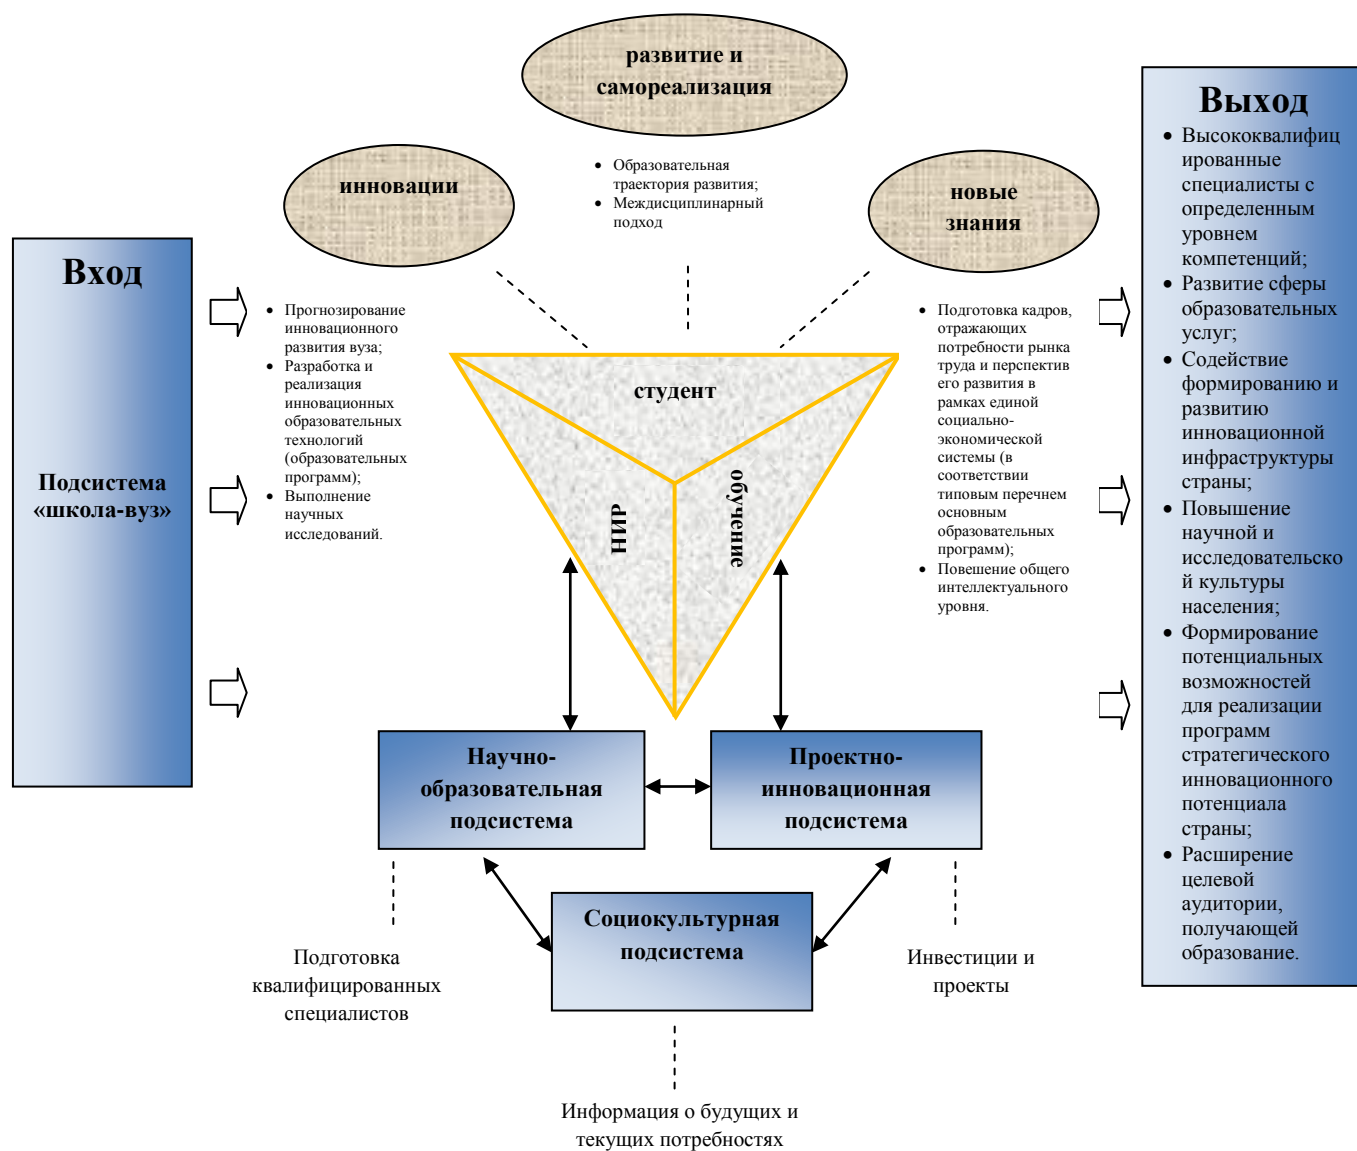 развитие и
самореализация
инновации
• Образовательная
траектория развития;
• Междисциплинарный
подход
новые
знания
Вход
Подсистема
«школа-вуз»
• Прогнозирование
инновационного
развития вуза;
• Разработка и
реализация
инновационных
образовательных
технологий
(образовательных
программ);
• Выполнение
научных
исследований.
студент
НИР
обучение
• Подготовка кадров,
отражающих
потребности рынка
труда и перспектив
его развития в
рамках единой
социально-
экономической
системы (в
соответствии
типовым перечнем
основным
образовательных
программ);
• Повешение общего
интеллектуального
уровня.
Выход
• Высококвалифиц
ированные
специалисты с
определенным
уровнем
компетенций;
• Развитие сферы
образовательных
услуг;
• Содействие
формированию и
развитию
инновационной
инфраструктуры
страны;
• Повышение
научной и
исследовательско
й культуры
населения;
• Формирование
потенциальных
возможностей
для реализации
программ
стратегического
инновационного
потенциала
страны;
• Расширение
целевой
аудитории,
получающей
образование.
Научно-
образовательная
подсистема
Проектно-
инновационная
подсистема
Социокультурная
подсистема
Подготовка
квалифицированных
специалистов
Инвестиции и
проекты
Информация о будущих и
текущих потребностях